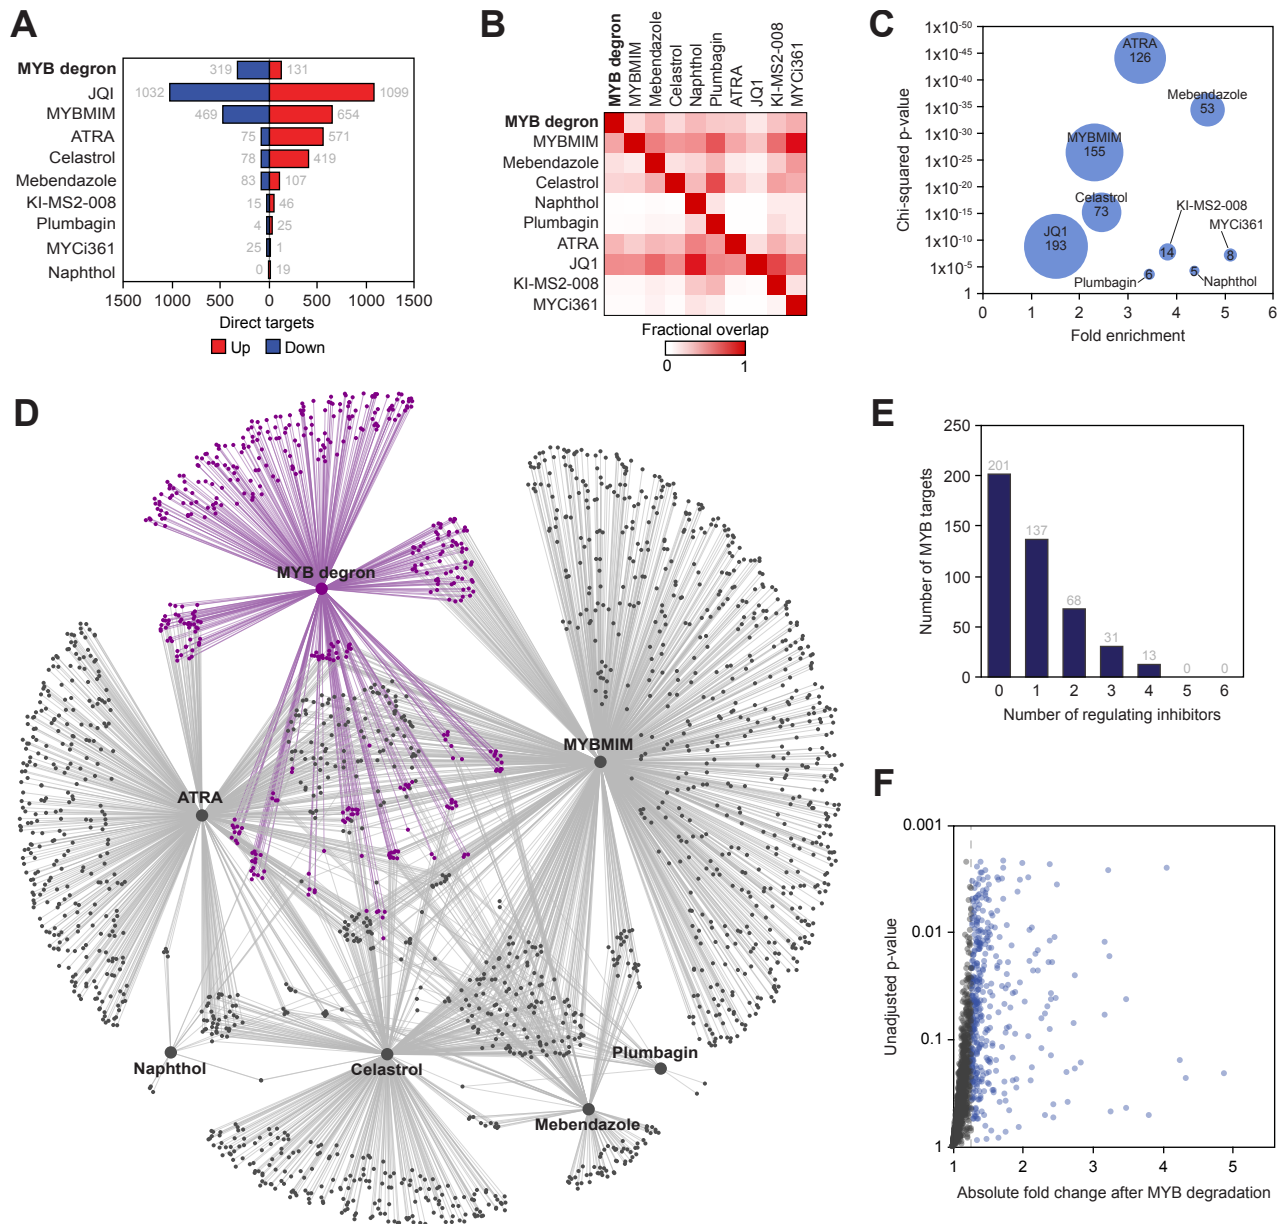 A
MYB degron
319
131
JQI
1032
1099
MYBMIM
469
654
ATRA
75
571
Celastrol
78
419
Mebendazole
83
107
KI-MS2-008
15
46
Plumbagin
4
25
MYCi361
25
1
Naphthol
0
19
1500 1000 500 0 500 1000 1500
Direct targets
Up Down
B
MYB degron
MYBMIM
Mebendazole
Celastrol
Naphthol
Plumbagin
ATRA
JQ1
KI-MS2-008
MYCi361
MYB degron
MYBMIM
Mebendazole
Celastrol
Naphthol
Plumbagin
ATRA
JQ1
KI-MS2-008
MYCi361
Fractional overlap
0 1
C
Chi-squared p-value
1x10-50
1x10-45
1x10-40
1x10-35
1x10-30
1x10-25
1x10-20
1x10-15
1x10-10
1x10-5
1
ATRA
126
Mebendazole
53
MYBMIM
155
Celastrol
73
JQ1
193
KI-MS2-008
14
MYCi361
8
Plumbagin
6
5
Naphthol
0 1 2 3 4 5 6
Fold enrichment
D
MYB degron
MYBMIM
ATRA
Naphthol
Celastrol
Plumbagin
Mebendazole
E
Number of MYB targets
250
200
150
100
50
0
201
137
68
31
13
0
0
0 1 2 3 4 5 6
Number of regulating inhibitors
F
Unadjusted p-value
0.001
0.01
0.1
1
1 2 3 4 5
Absolute fold change after MYB degradation